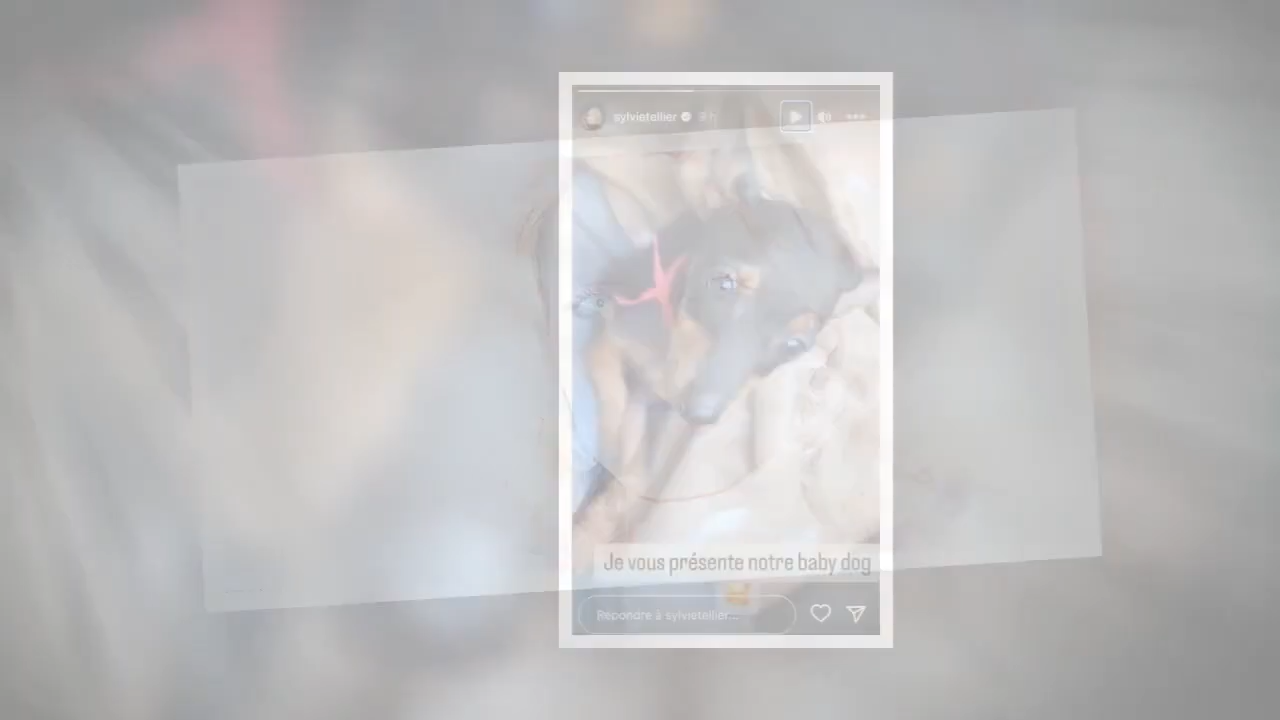 sylvietellier
Je vous présente notre baby dog
Répondre à sylvietellier...